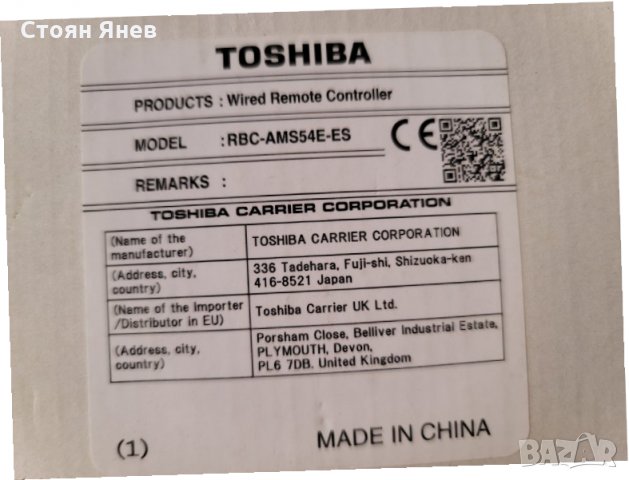 Стоян Янев
TOSHIBA
PRODUCTS : Wired Remote Controller
MODEL : RBC-AMS54E-ES
CE
REMARKS :
TOSHIBA CARRIER CORPORATION
(Name of the
manufacturer)
TOSHIBA CARRIER CORPORATION
(Address, city,
country)
336 Tadehara, Fuji-shi, Shizuoka-ken
416-8521 Japan
(Name of the Importer
/Distributor in EU)
Toshiba Carrier UK Ltd.
(Address, city,
country)
Porsham Close, Belliver Industrial Estate,
PLYMOUTH, Devon,
PL6 7DB. United Kingdom
(1)
MADE IN CHINA
BAZAR